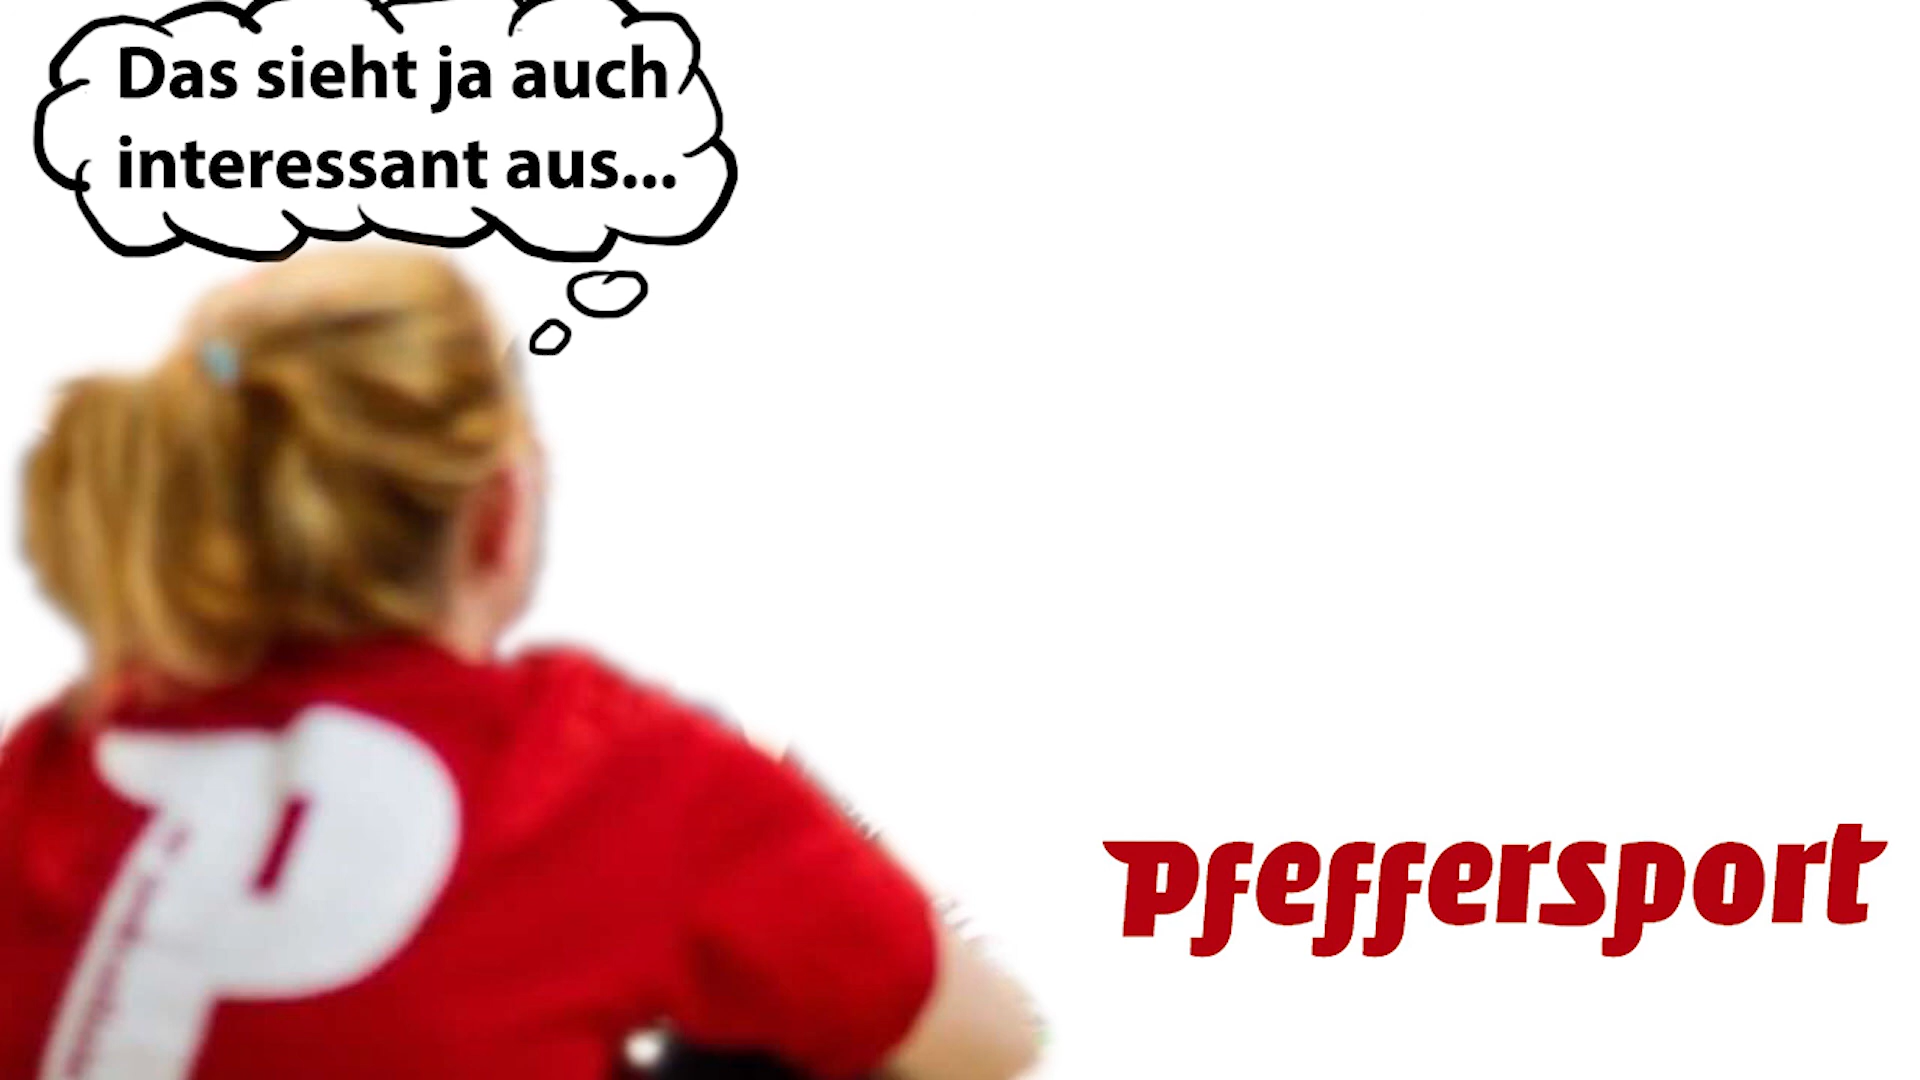 Das sieht ja auch
interessant aus...
P
pfeffersport